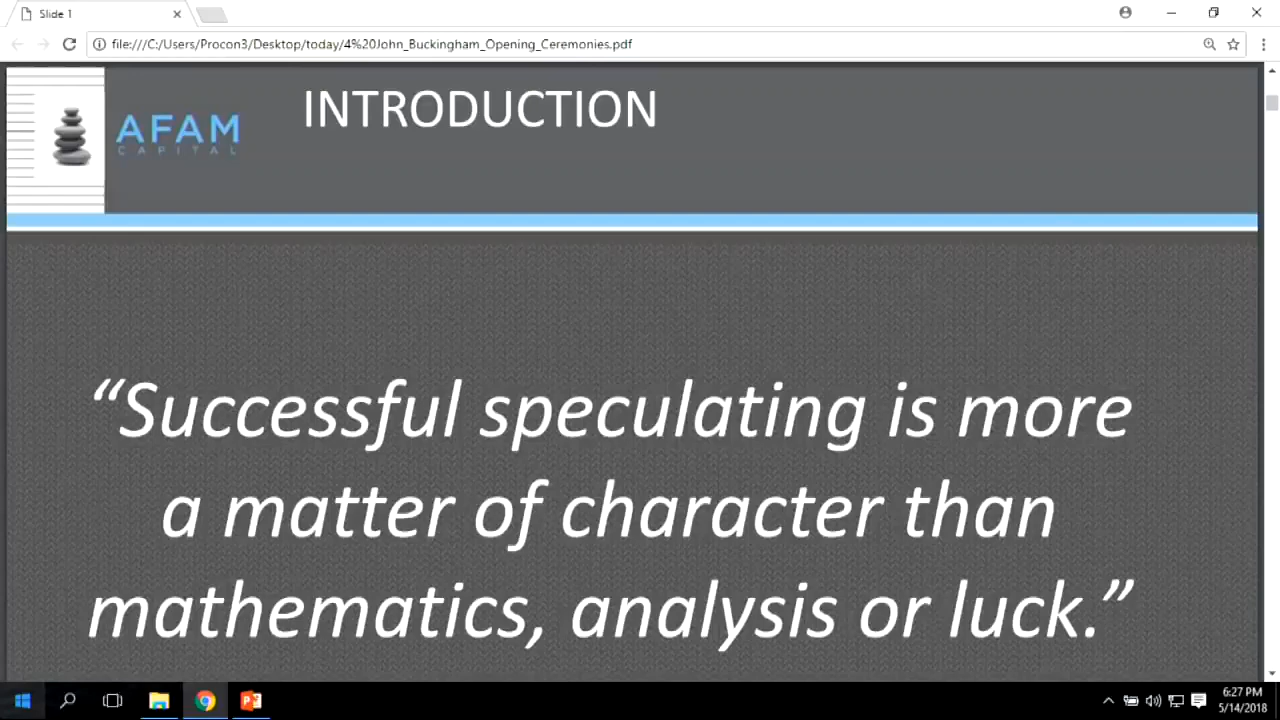 Slide 1
file:///C:/Users/Procon3/Desktop/today/4%20John_Buckingham_Opening_Ceremonies.pdf
AFAM
CAPITAL
INTRODUCTION
“Successful speculating is more
a matter of character than
mathematics, analysis or luck.”
6:27 PM
5/14/2018